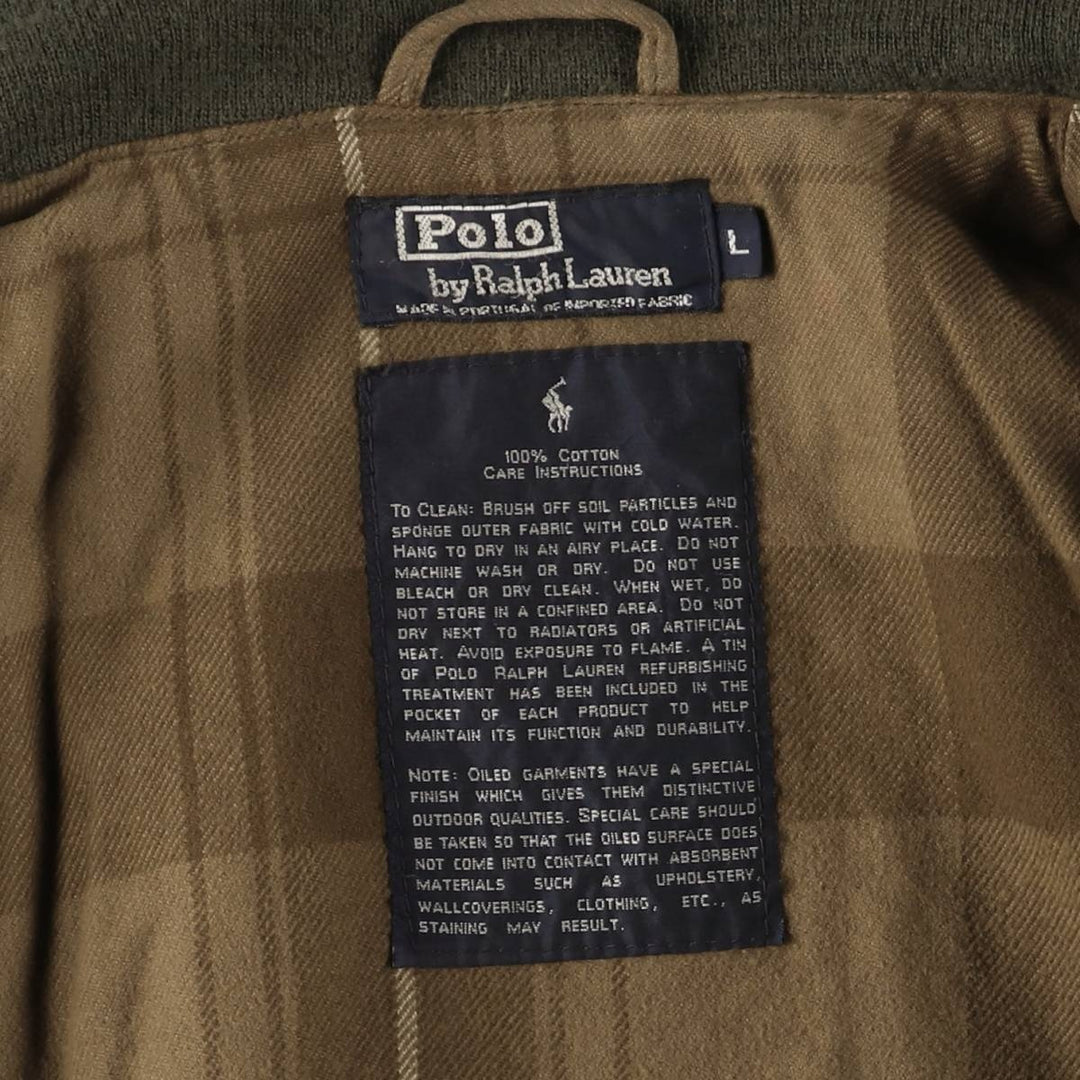 Polo
by Ralph Lauren
MADE IN PORTUGAL OF IMPORTED FABRIC
L
100% COTTON
CARE INSTRUCTIONS
TO CLEAN: BRUSH OFF SOIL PARTICLES AND
SPONGE OUTER FABRIC WITH COLD WATER.
HANG TO DRY IN AN AIRY PLACE. DO NOT
MACHINE WASH OR DRY. DO NOT USE
BLEACH OR DRY CLEAN. WHEN WET, DO
NOT STORE IN A CONFINED AREA. DO NOT
DRY NEXT TO RADIATORS OR ARTIFICIAL
HEAT. AVOID EXPOSURE TO FLAME. A TIN
OF POLO RALPH LAUREN REFURBISHING
TREATMENT HAS BEEN INCLUDED IN THE
POCKET OF EACH PRODUCT TO HELP
MAINTAIN ITS FUNCTION AND DURABILITY.
NOTE: OILED GARMENTS HAVE A SPECIAL
FINISH WHICH GIVES THEM DISTINCTIVE
OUTDOOR QUALITIES. SPECIAL CARE SHOULD
BE TAKEN SO THAT THE OILED SURFACE DOES
NOT COME INTO CONTACT WITH ABSORBENT
MATERIALS SUCH AS UPHOLSTERY,
WALLCOVERINGS, CLOTHING, ETC., AS
STAINING MAY RESULT.